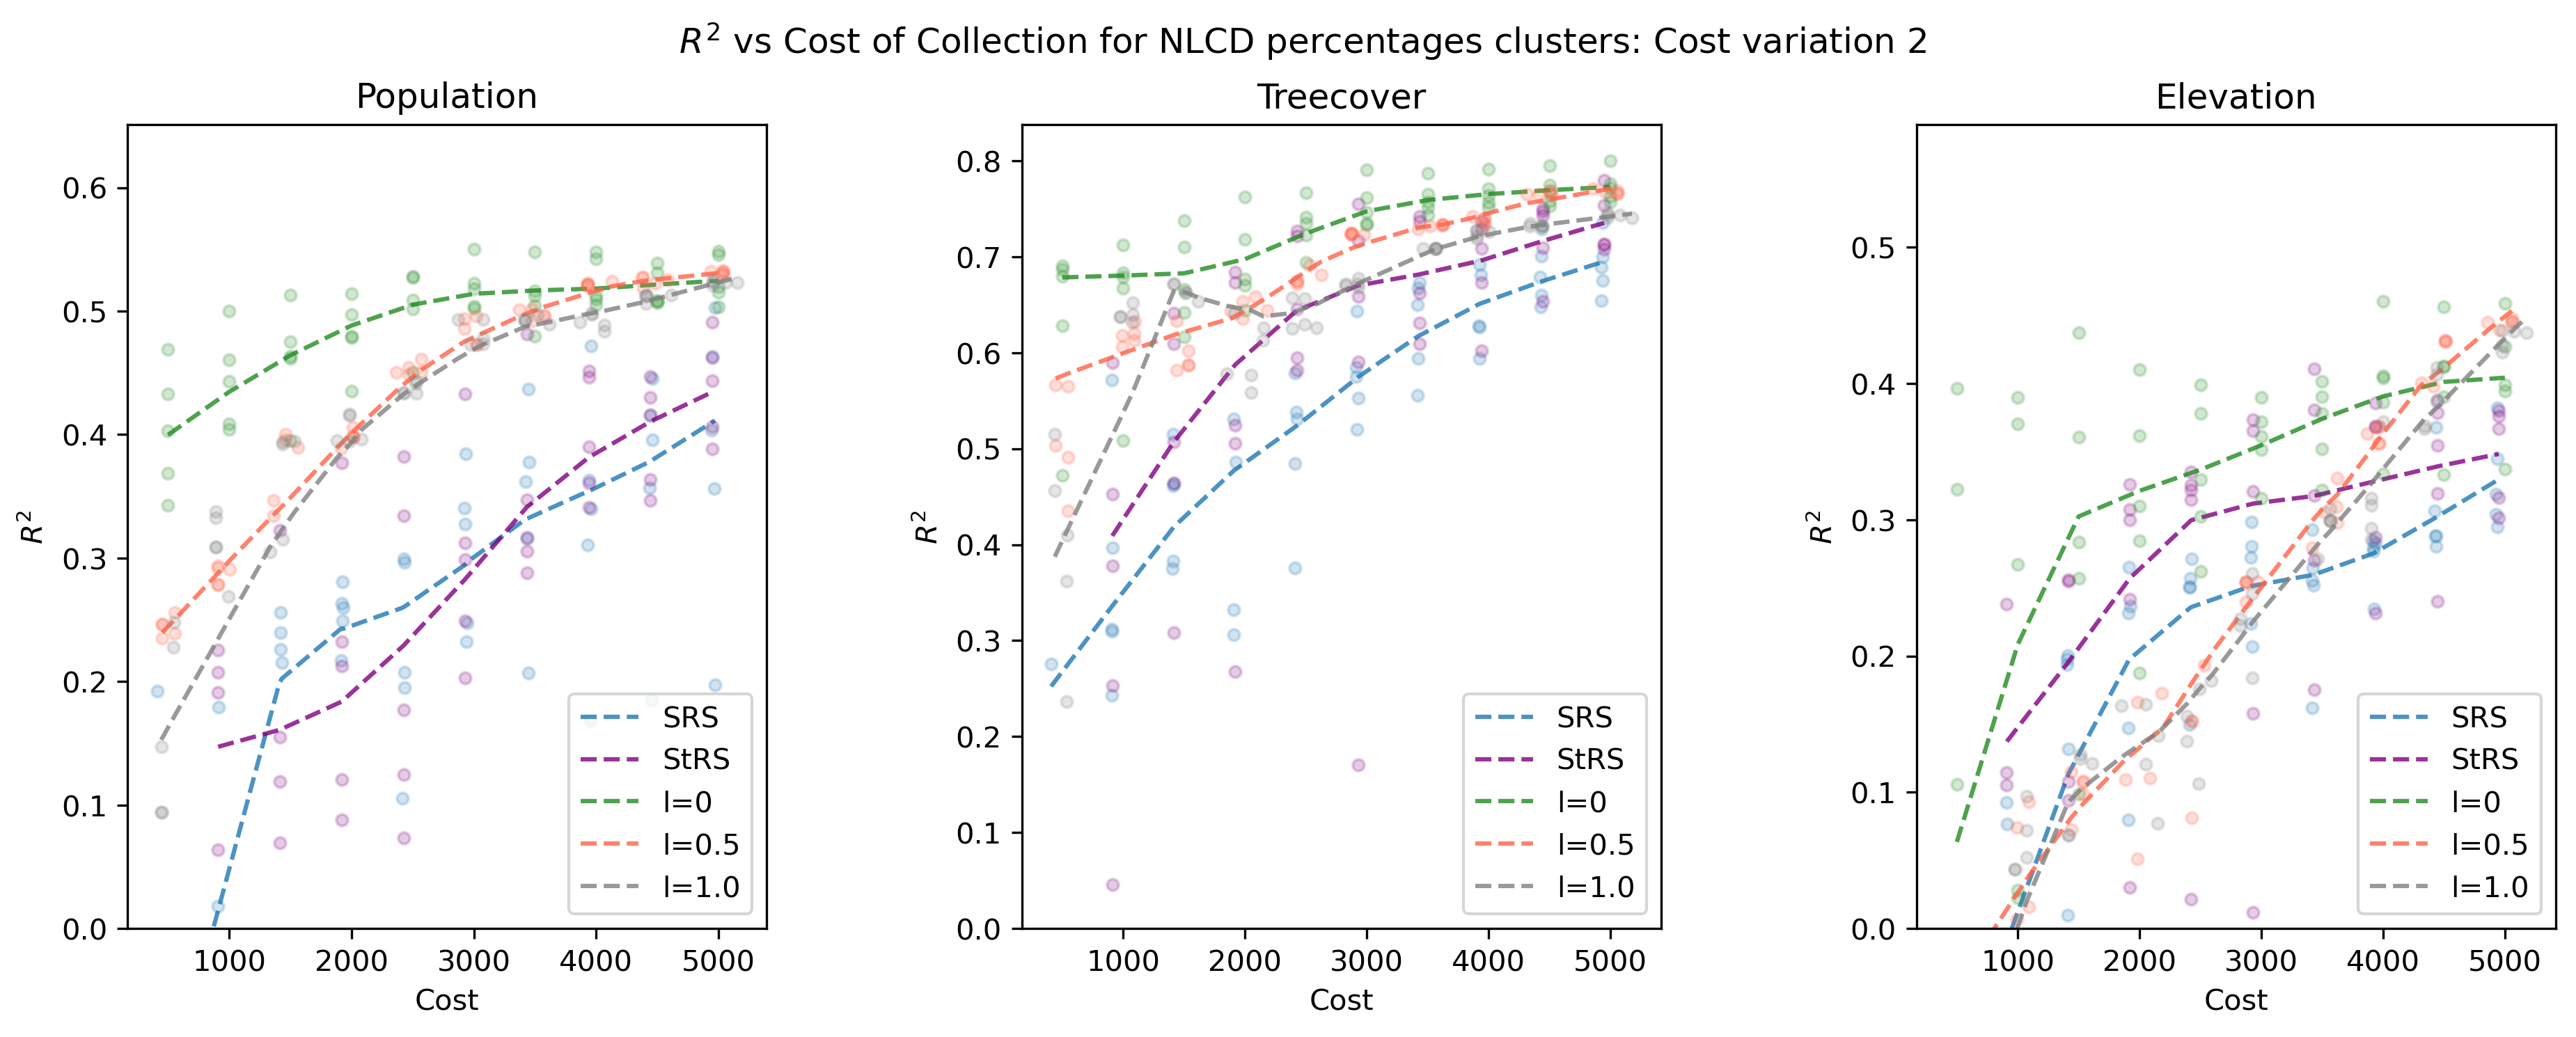 R² vs Cost of Collection for NLCD percentages clusters: Cost variation 2
Population
0.6
0.5
0.4
0.3
0.2
0.1
0.0
R²
1000 2000 3000 4000 5000
Cost
SRS
StRS
l=0
l=0.5
l=1.0
Treecover
0.8
0.7
0.6
0.5
0.4
0.3
0.2
0.1
0.0
R²
1000 2000 3000 4000 5000
Cost
SRS
StRS
l=0
l=0.5
l=1.0
Elevation
0.5
0.4
0.3
0.2
0.1
0.0
R²
1000 2000 3000 4000 5000
Cost
SRS
StRS
l=0
l=0.5
l=1.0